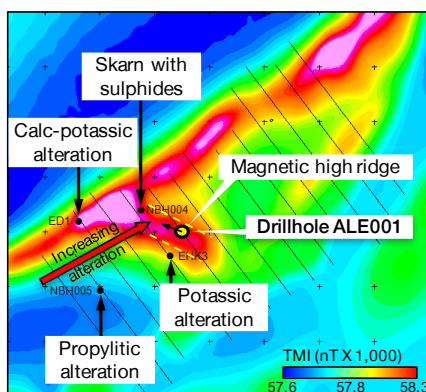 Skarn with
sulphides
Calc-potassic
alteration
Magnetic high ridge
NBH004
ED1
Drillhole ALE001
Increasing
alteration
NBH005
Potassic
alteration
Propylitic
alteration
TMI (nT X 1,000)
57.6
57.8
58.3